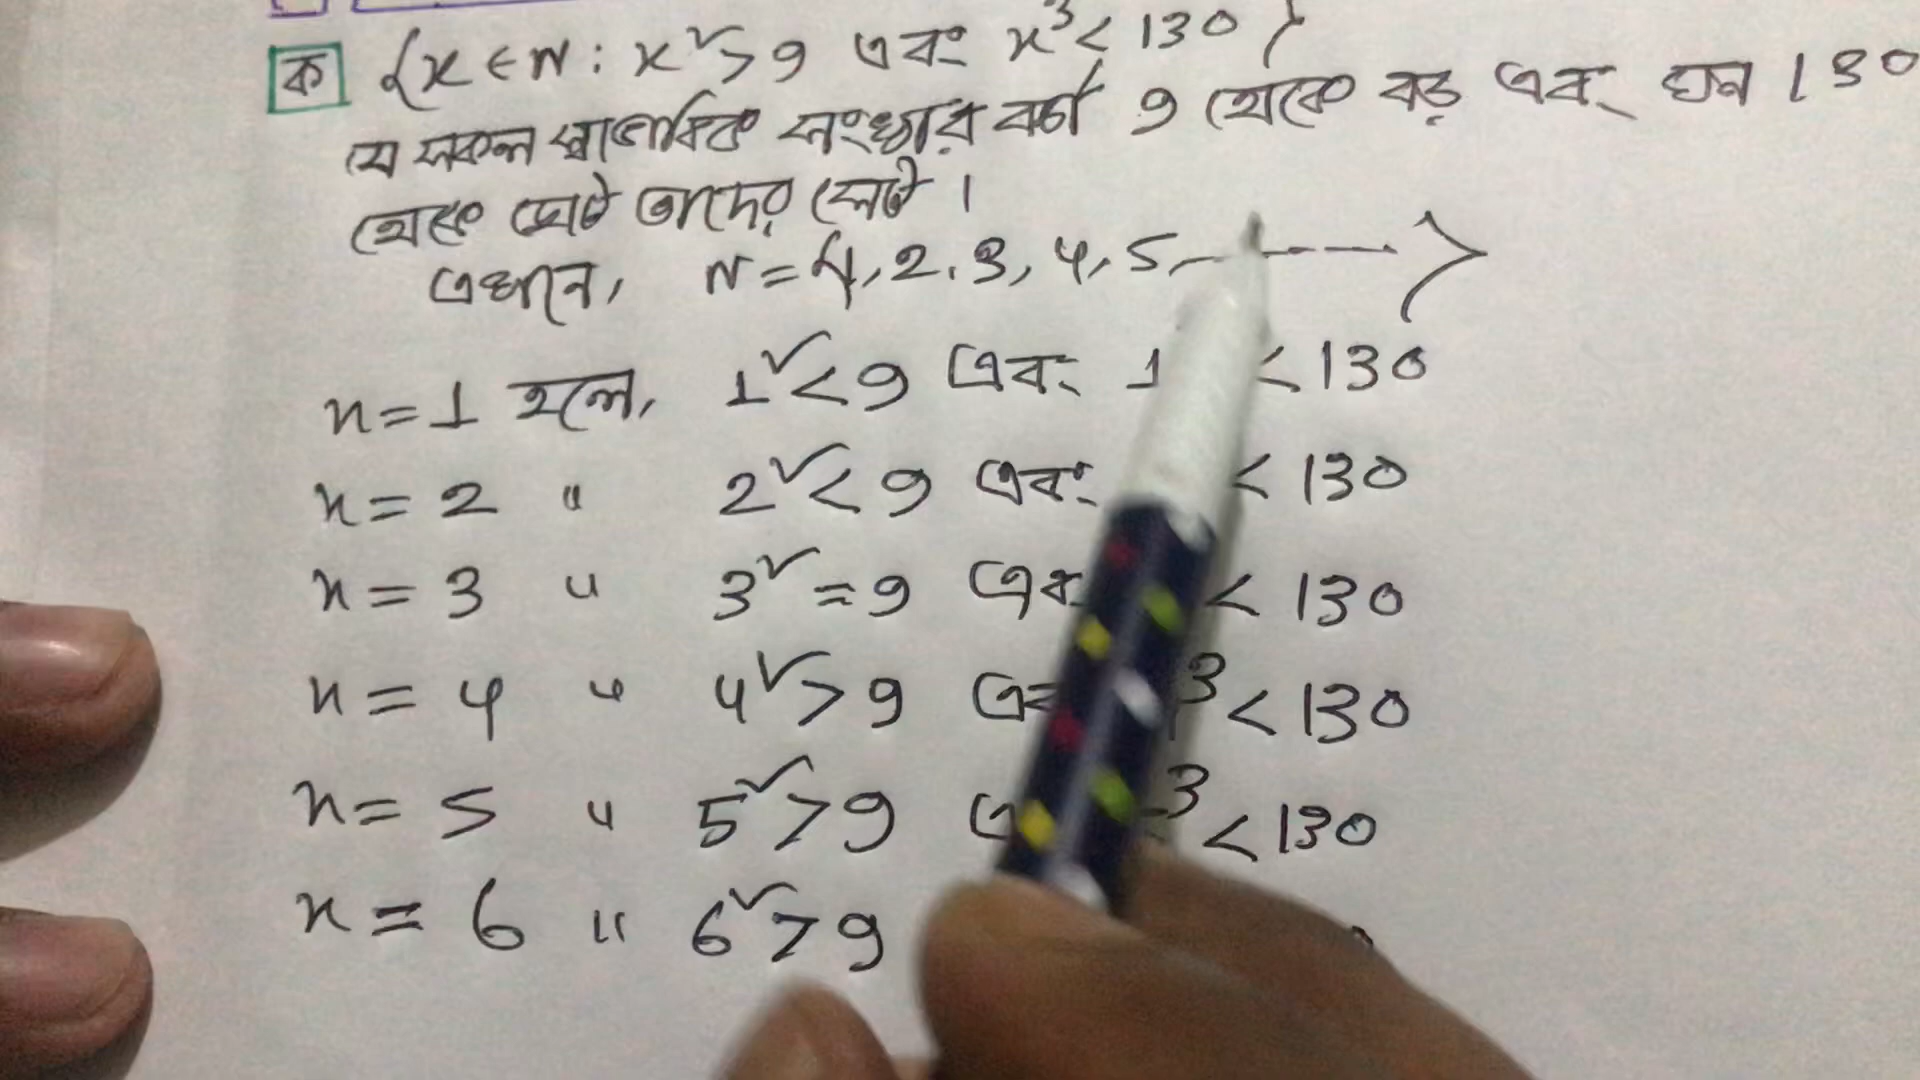 ক {x ∈ N : x² > 9 এবং x³ < 130}
যে সকল স্বাভাবিক সংখ্যার বর্গ 9 থেকে বড় এবং ঘন 130
থেকে ছোট তাদের সেট ।
এখানে, N = {1, 2, 3, 4, 5, ---- }
x = 1 হলে, 1² < 9 এবং 1 < 130
x = 2 " 2² < 9 এবং < 130
x = 3 " 3² = 9 < 130
x = 4 " 4² > 9 ³ < 130
x = 5 " 5² > 9 ³ < 130
x = 6 " 6² > 9